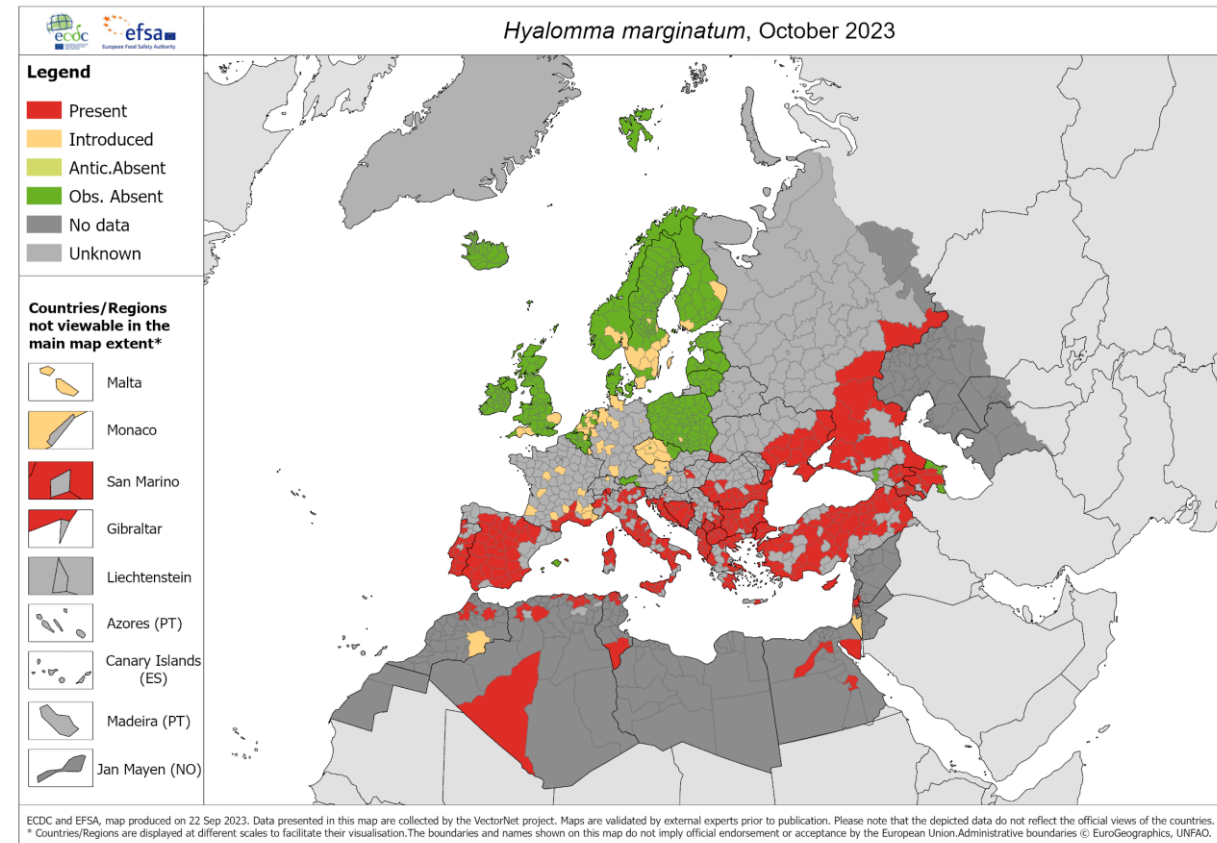 ecdc
efsa
European Food Safety Authority
Hyalomma marginatum, October 2023
Legend
Present
Introduced
Antic.Absent
Obs. Absent
No data
Unknown
Countries/Regions
not viewable in the
main map extent*
Malta
Monaco
San Marino
Gibraltar
Liechtenstein
Azores (PT)
Canary Islands
(ES)
Madeira (PT)
Jan Mayen (NO)
ECDC and EFSA, map produced on 22 Sep 2023. Data presented in this map are collected by the VectorNet project. Maps are validated by external experts prior to publication. Please note that the depicted data do not reflect the official views of the countries.
* Countries/Regions are displayed at different scales to facilitate their visualisation.The boundaries and names shown on this map do not imply official endorsement or acceptance by the European Union.Administrative boundaries © EuroGeographics, UNFAO.